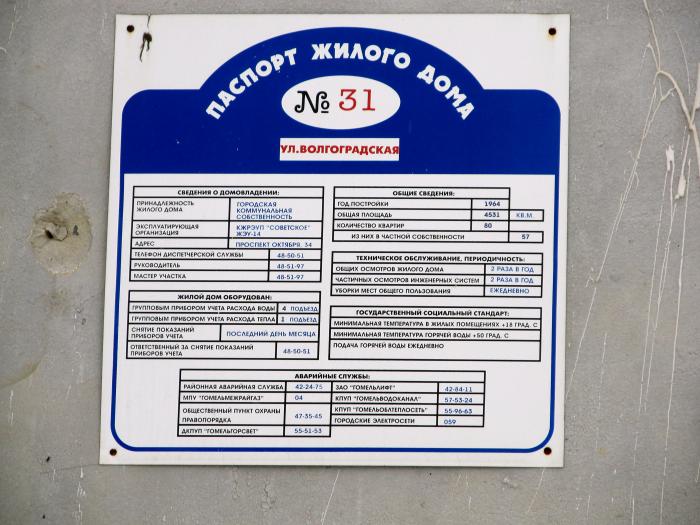 ПАСПОРТ ЖИЛОГО ДОМА
№ 31
УЛ.ВОЛГОГРАДСКАЯ
СВЕДЕНИЯ О ДОМОВЛАДЕНИИ:
ПРИНАДЛЕЖНОСТЬ ЖИЛОГО ДОМА
ГОРОДСКАЯ КОММУНАЛЬНАЯ СОБСТВЕННОСТЬ
ЭКСПЛУАТИРУЮЩАЯ ОРГАНИЗАЦИЯ
КЖРЭУП "СОВЕТСКОЕ" ЖЭУ-14
АДРЕС ПРОСПЕКТ ОКТЯБРЯ, 34
ТЕЛЕФОН ДИСПЕТЧЕРСКОЙ СЛУЖБЫ 48-50-51
РУКОВОДИТЕЛЬ 48-51-97
МАСТЕР УЧАСТКА 48-51-97
ЖИЛОЙ ДОМ ОБОРУДОВАН:
ГРУППОВЫМ ПРИБОРОМ УЧЕТА РАСХОДА ВОДЫ 4 ПОДЪЕЗД
ГРУППОВЫМ ПРИБОРОМ УЧЕТА РАСХОДА ТЕПЛА 1 ПОДЪЕЗД
СНЯТИЕ ПОКАЗАНИЙ ПРИБОРОВ УЧЕТА ПОСЛЕДНИЙ ДЕНЬ МЕСЯЦА
ОТВЕТСТВЕННЫЙ ЗА СНЯТИЕ ПОКАЗАНИЙ ПРИБОРОВ УЧЕТА 48-50-51
ОБЩИЕ СВЕДЕНИЯ:
ГОД ПОСТРОЙКИ 1964
ОБЩАЯ ПЛОЩАДЬ 4531 КВ.М
КОЛИЧЕСТВО КВАРТИР 80
ИЗ НИХ В ЧАСТНОЙ СОБСТВЕННОСТИ 57
ТЕХНИЧЕСКОЕ ОБСЛУЖИВАНИЕ, ПЕРИОДИЧНОСТЬ:
ОБЩИХ ОСМОТРОВ ЖИЛОГО ДОМА 2 РАЗА В ГОД
ЧАСТИЧНЫХ ОСМОТРОВ ИНЖЕНЕРНЫХ СИСТЕМ 2 РАЗА В ГОД
УБОРКИ МЕСТ ОБЩЕГО ПОЛЬЗОВАНИЯ ЕЖЕДНЕВНО
ГОСУДАРСТВЕННЫЙ СОЦИАЛЬНЫЙ СТАНДАРТ:
МИНИМАЛЬНАЯ ТЕМПЕРАТУРА В ЖИЛЫХ ПОМЕЩЕНИЯХ +18 ГРАД. С
МИНИМАЛЬНАЯ ТЕМПЕРАТУРА ГОРЯЧЕЙ ВОДЫ +50 ГРАД. С
ПОДАЧА ГОРЯЧЕЙ ВОДЫ ЕЖЕДНЕВНО
АВАРИЙНЫЕ СЛУЖБЫ:
РАЙОННАЯ АВАРИЙНАЯ СЛУЖБА 42-24-75
МПУ "ГОМЕЛЬМЕЖРАЙГАЗ" 04
ОБЩЕСТВЕННЫЙ ПУНКТ ОХРАНЫ ПРАВОПОРЯДКА 47-35-45
ДКПУП "ГОМЕЛЬГОРСВЕТ" 55-51-53
ЗАО "ГОМЕЛЬЛИФТ" 42-84-11
КПУП "ГОМЕЛЬВОДОКАНАЛ" 57-53-24
КПУП "ГОМЕЛЬОБЛТЕПЛОСЕТЬ" 55-96-63
ГОРОДСКИЕ ЭЛЕКТРОСЕТИ 059